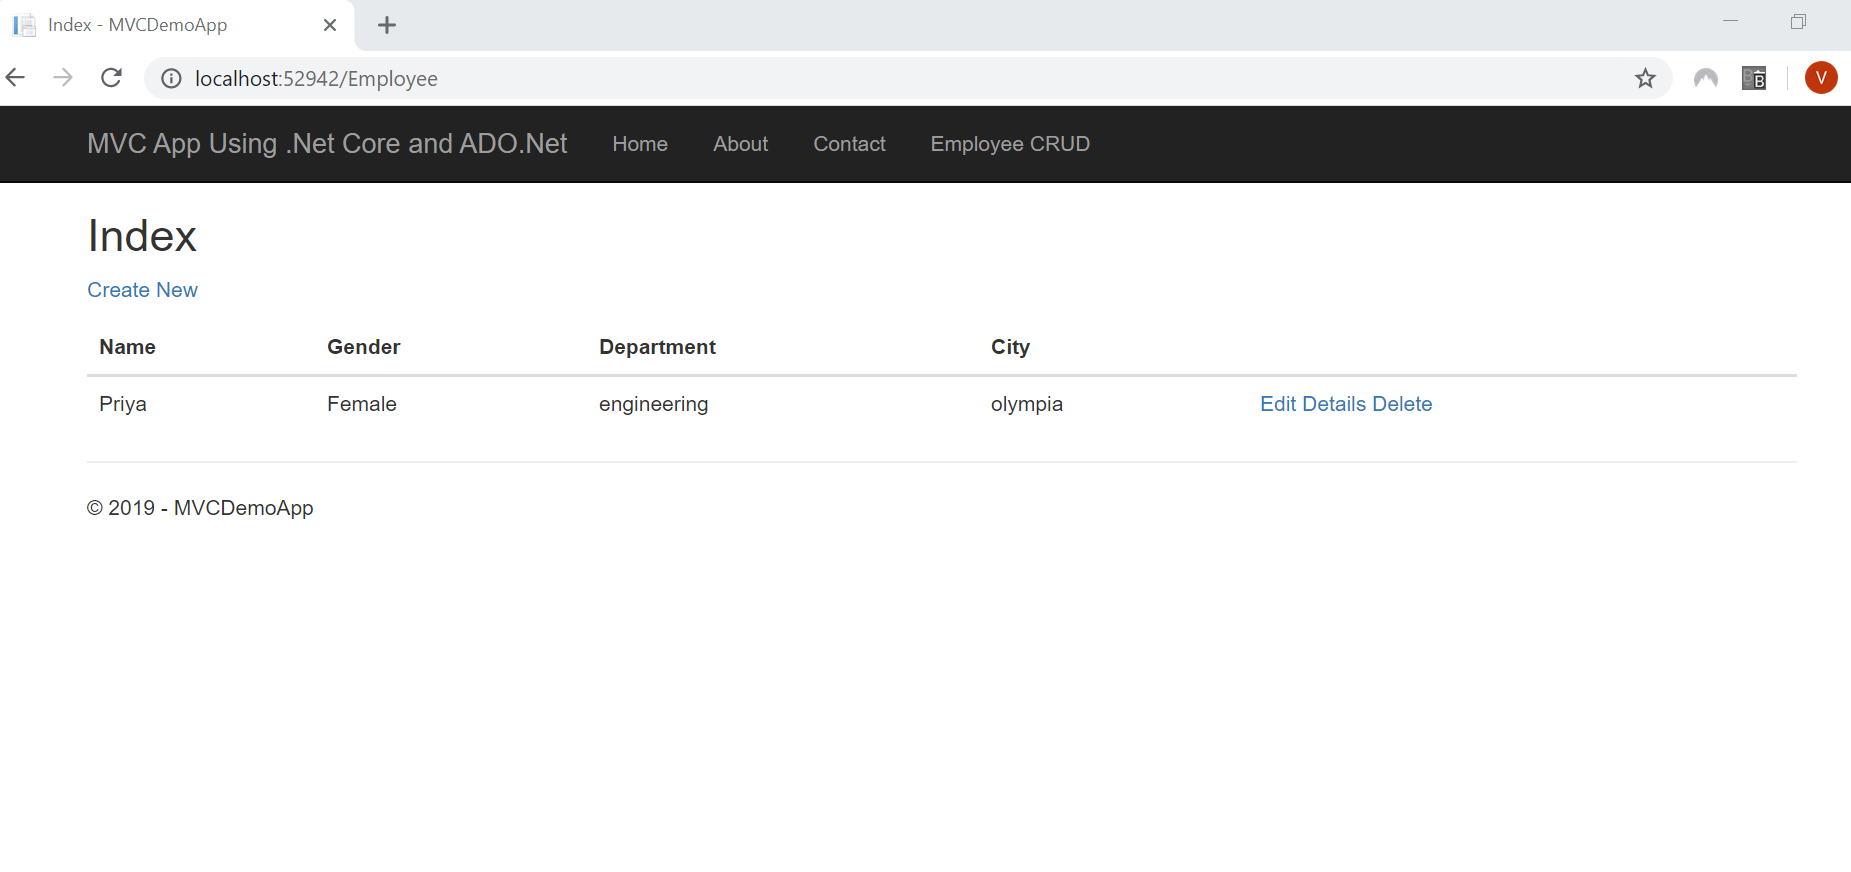 Index - MVCDemoApp
localhost:52942/Employee
V
MVC App Using .Net Core and ADO.Net Home About Contact Employee CRUD
Index
Create New
Name Gender Department City
Priya Female engineering olympia Edit Details Delete
© 2019 - MVCDemoApp